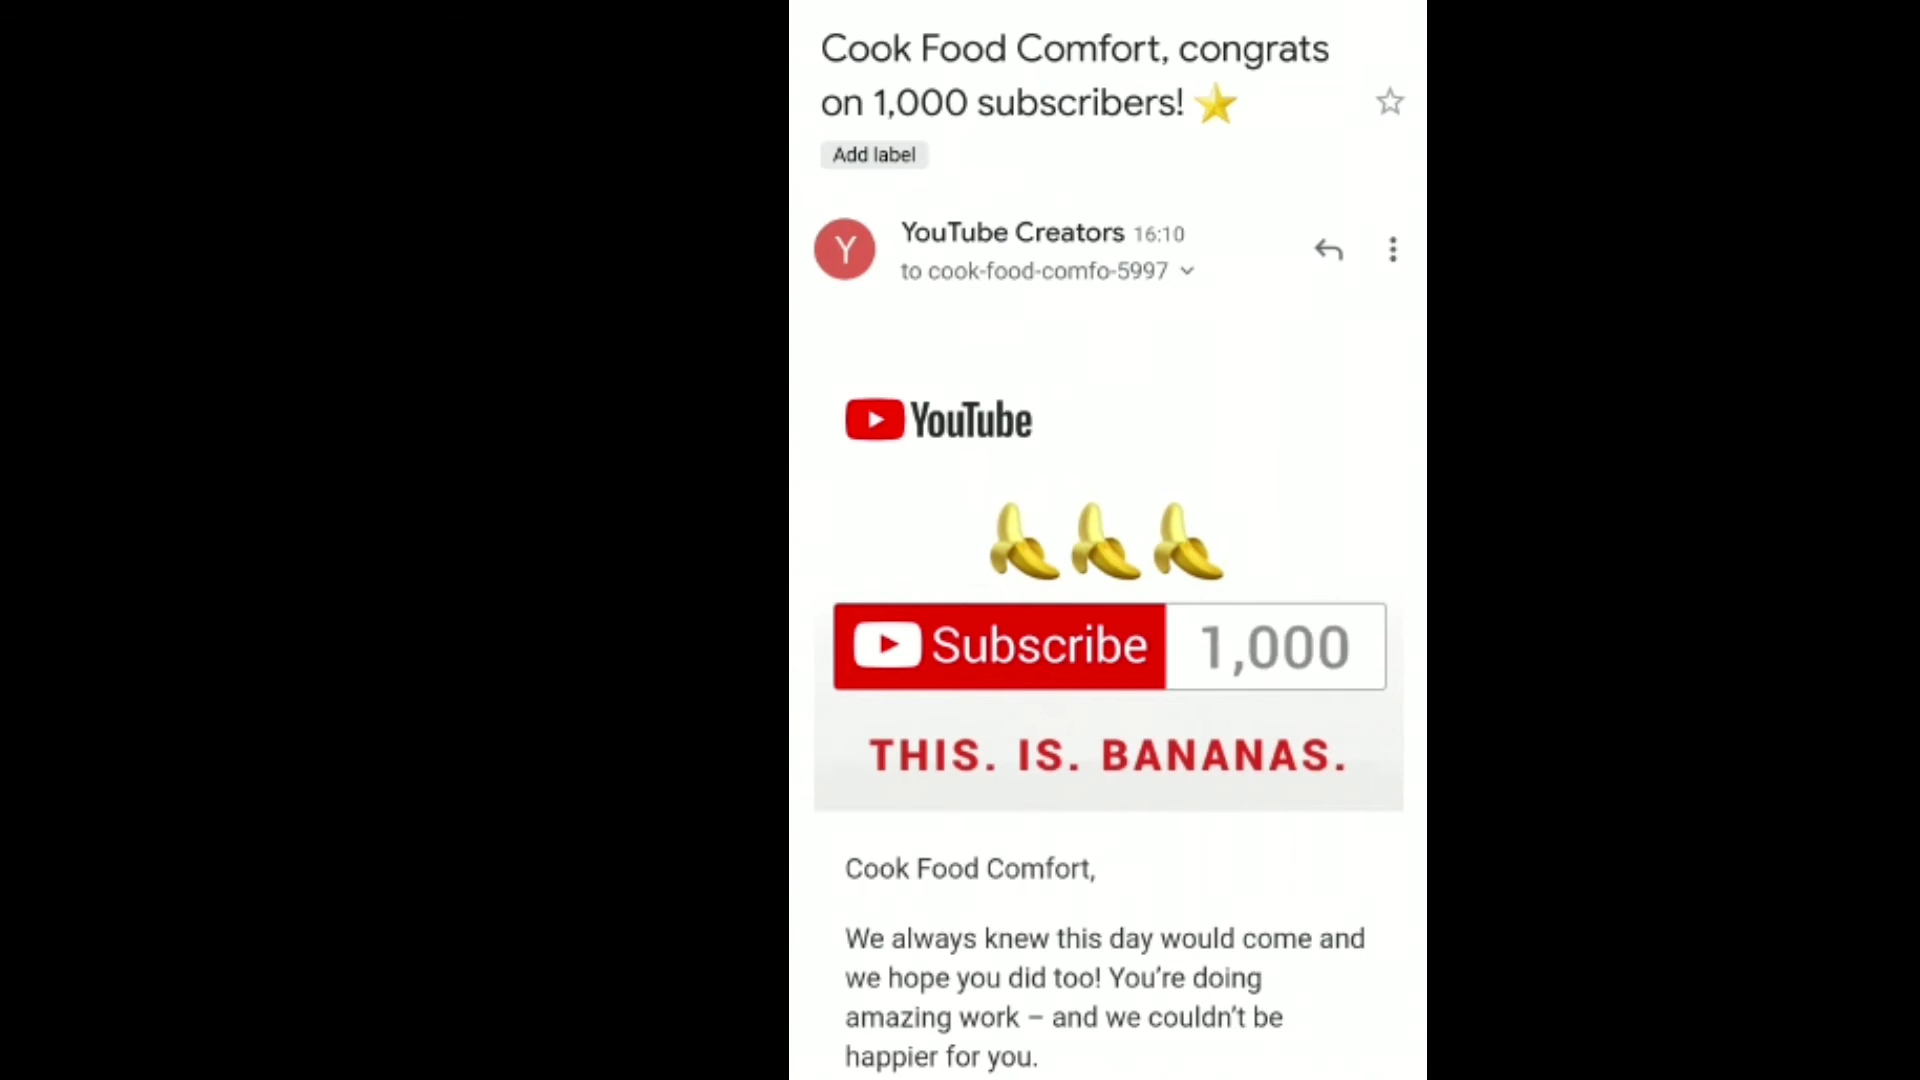 Cook Food Comfort, congrats
on 1,000 subscribers! ⭐
Add label
Y
YouTube Creators 16:10
to cook-food-comfo-5997
YouTube
🍌🍌🍌
Subscribe 1,000
THIS. IS. BANANAS.
Cook Food Comfort,
We always knew this day would come and
we hope you did too! You’re doing
amazing work – and we couldn’t be
happier for you.